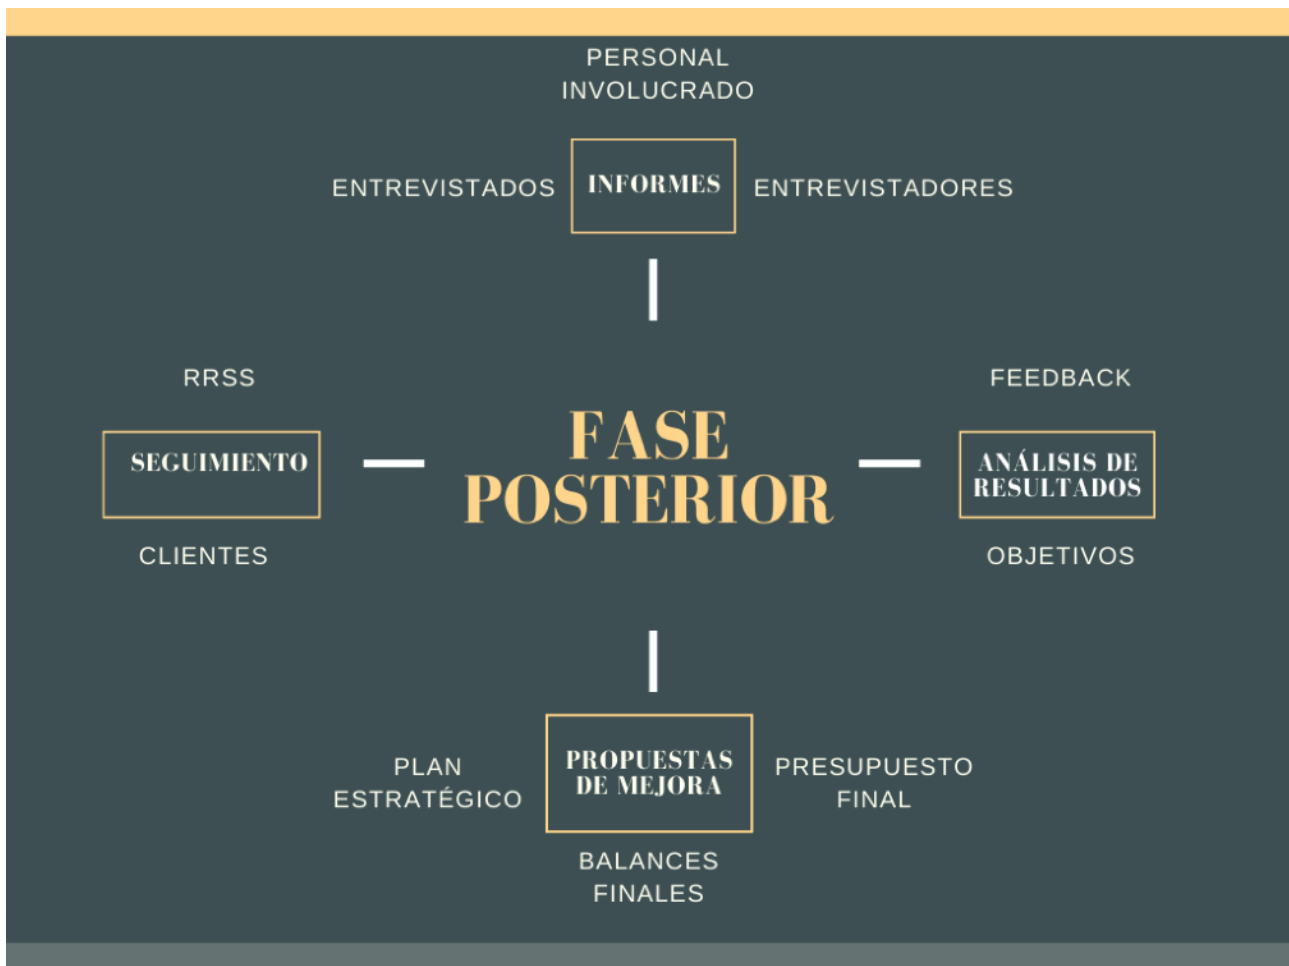 PERSONAL
INVOLUCRADO
ENTREVISTADOS
INFORMES
ENTREVISTADORES
RRSS
SEGUIMIENTO
CLIENTES
FASE
POSTERIOR
FEEDBACK
ANÁLISIS DE
RESULTADOS
OBJETIVOS
PLAN
ESTRATÉGICO
PROPUESTAS
DE MEJORA
PRESUPUESTO
FINAL
BALANCES
FINALES